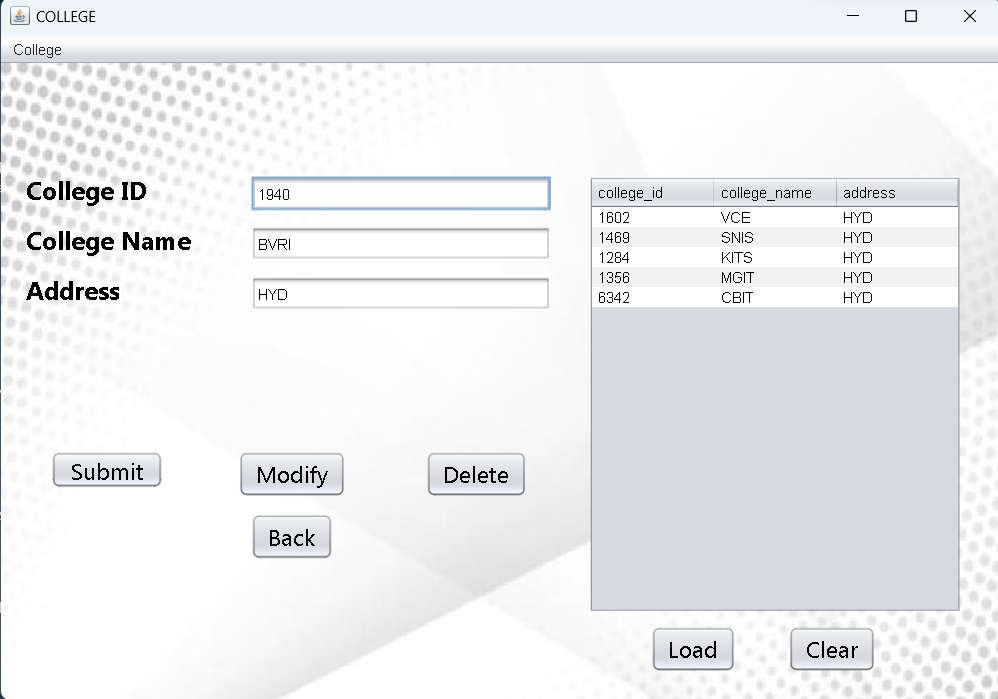 COLLEGE
College
College ID 1940
College Name BVRI
Address HYD
college_id college_name address
1602 VCE HYD
1469 SNIS HYD
1284 KITS HYD
1356 MGIT HYD
6342 CBIT HYD
Submit Modify Delete
Back
Load Clear